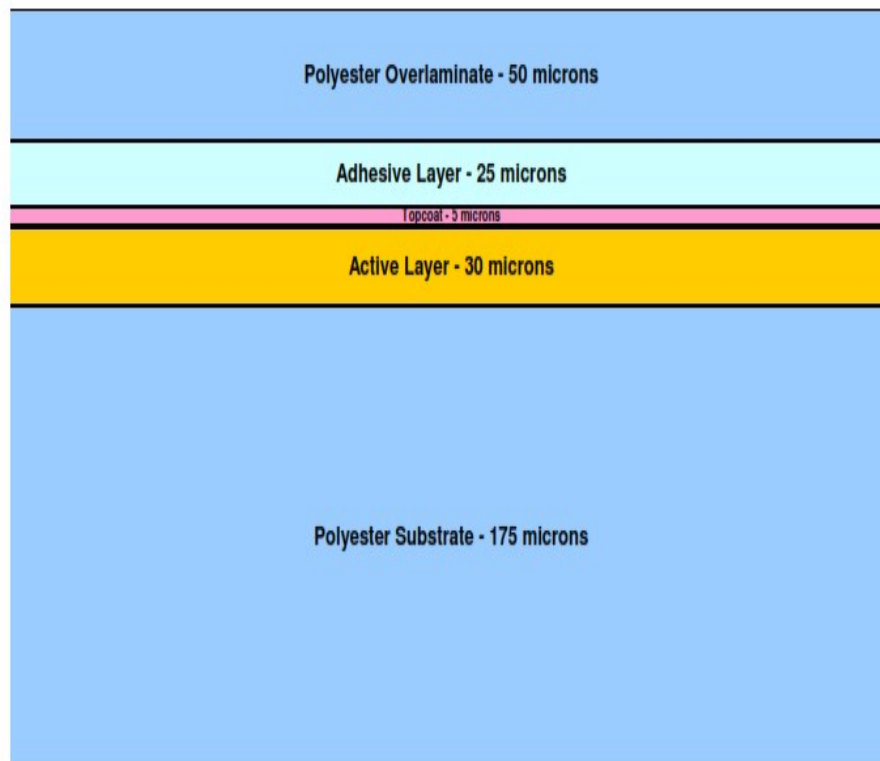 Polyester Overlaminate - 50 microns
Adhesive Layer - 25 microns
Topcoat - 5 microns
Active Layer - 30 microns
Polyester Substrate - 175 microns